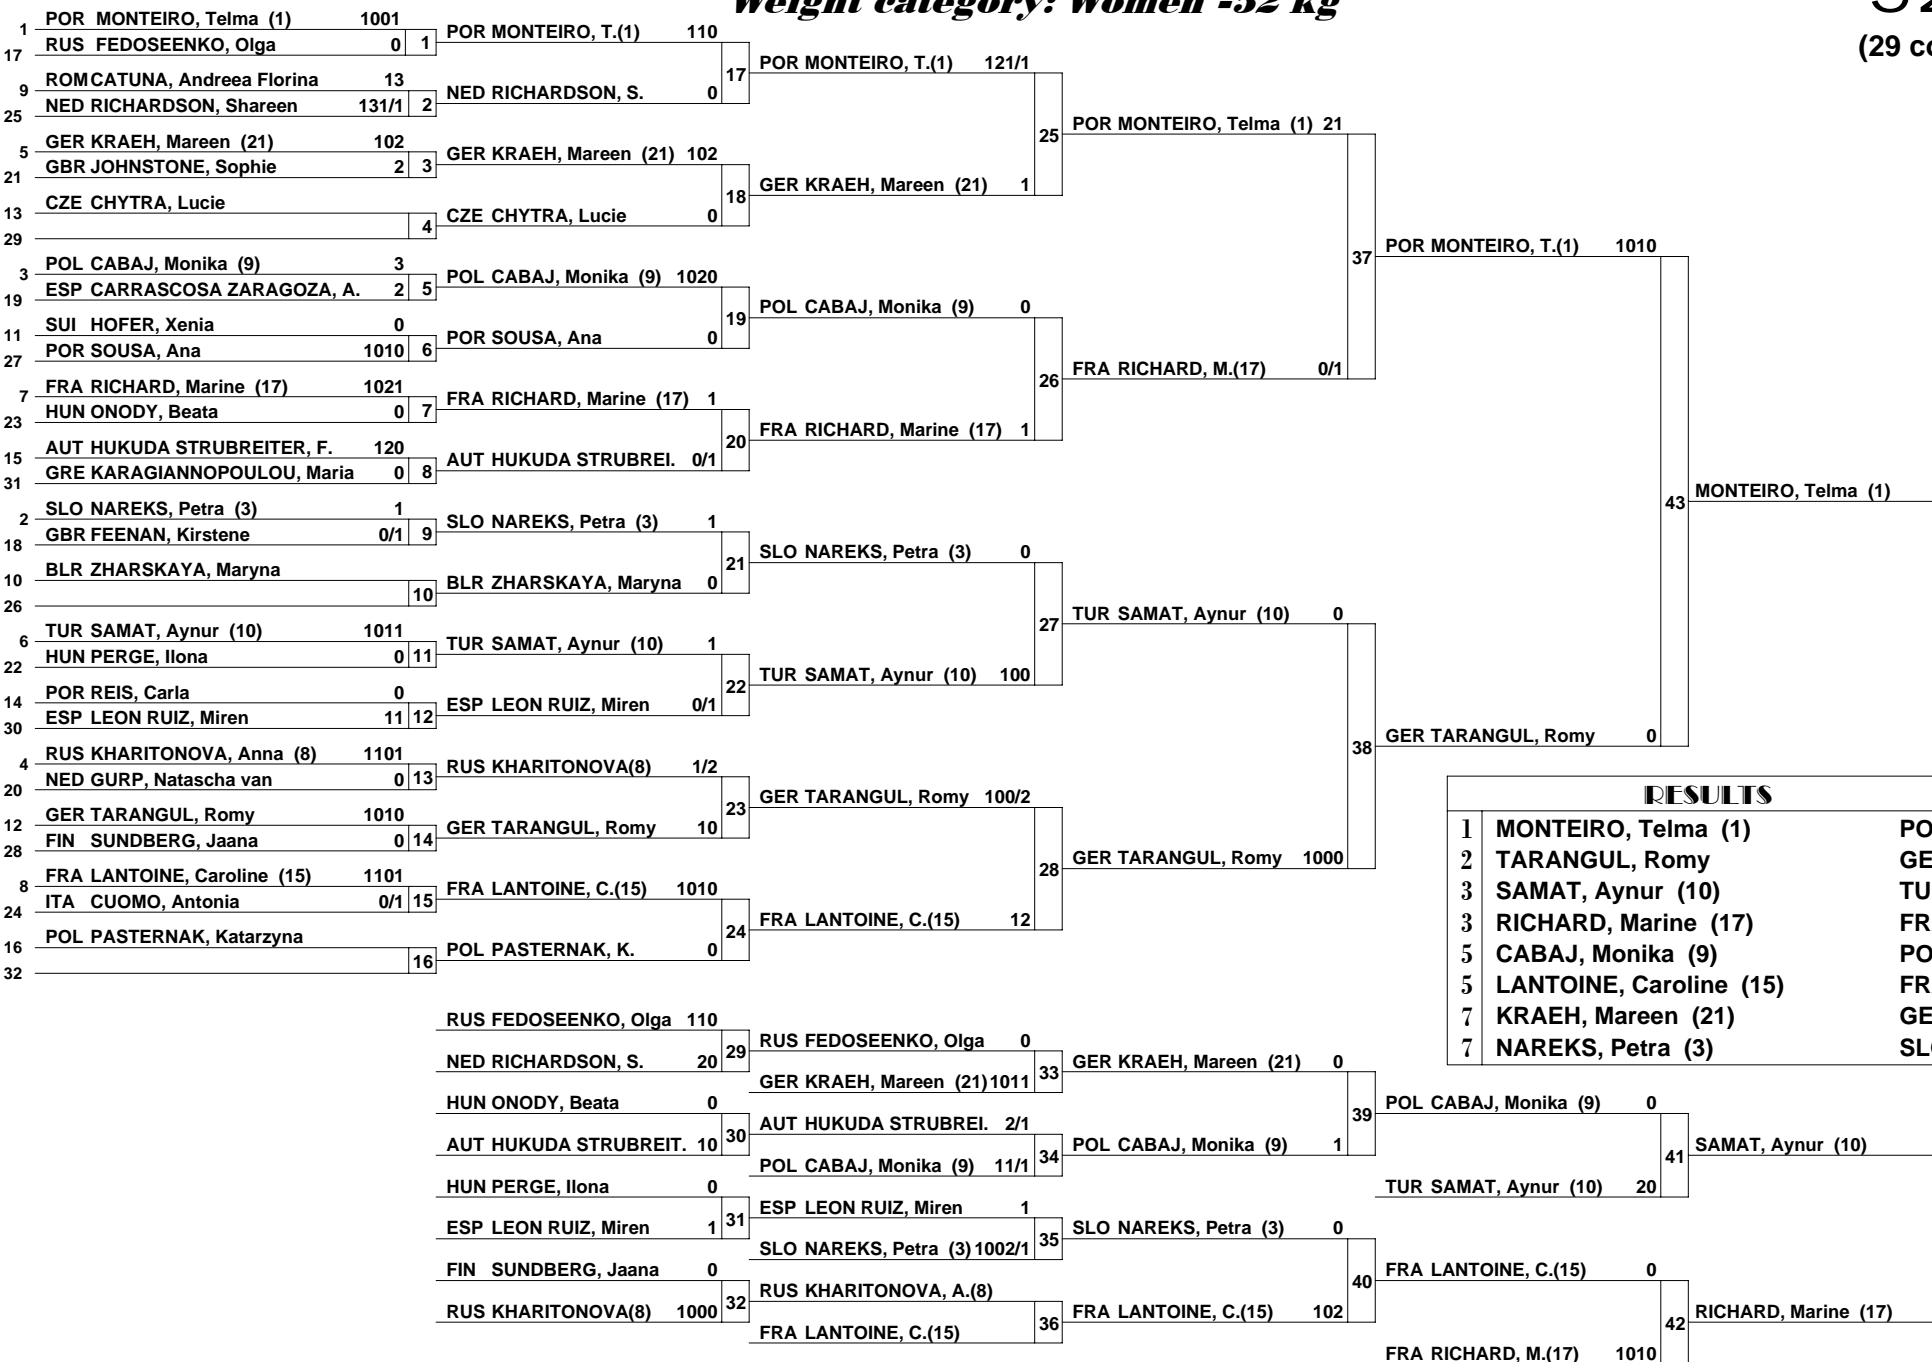 Weight category: Women -52 kg
(29 co
1 POR MONTEIRO, Telma (1) 1001
17 RUS FEDOSEENKO, Olga 0 1
9 ROM CATUNA, Andreea Florina 13
25 NED RICHARDSON, Shareen 131/1 2
5 GER KRAEH, Mareen (21) 102
21 GBR JOHNSTONE, Sophie 2 3
13 CZE CHYTRA, Lucie
29 4
3 POL CABAJ, Monika (9) 3
19 ESP CARRASCOSA ZARAGOZA, A. 2 5
11 SUI HOFER, Xenia 0
27 POR SOUSA, Ana 1010 6
7 FRA RICHARD, Marine (17) 1021
23 HUN ONODY, Beata 0 7
15 AUT HUKUDA STRUBREITER, F. 120
31 GRE KARAGIANNOPOULOU, Maria 0 8
2 SLO NAREKS, Petra (3) 1
18 GBR FEENAN, Kirstene 0/1 9
10 BLR ZHARSKAYA, Maryna
26 10
6 TUR SAMAT, Aynur (10) 1011
22 HUN PERGE, Ilona 0 11
14 POR REIS, Carla 0
30 ESP LEON RUIZ, Miren 11 12
4 RUS KHARITONOVA, Anna (8) 1101
20 NED GURP, Natascha van 0 13
12 GER TARANGUL, Romy 1010
28 FIN SUNDBERG, Jaana 0 14
8 FRA LANTOINE, Caroline (15) 1101
24 ITA CUOMO, Antonia 0/1 15
16 POL PASTERNAK, Katarzyna
32 16
POR MONTEIRO, T.(1) 110
17
NED RICHARDSON, S. 0
GER KRAEH, Mareen (21) 102
18
CZE CHYTRA, Lucie 0
POL CABAJ, Monika (9) 1020
19
POR SOUSA, Ana 0
FRA RICHARD, Marine (17) 1
20
AUT HUKUDA STRUBREI. 0/1
SLO NAREKS, Petra (3) 1
21
BLR ZHARSKAYA, Maryna 0
TUR SAMAT, Aynur (10) 1
22
ESP LEON RUIZ, Miren 0/1
RUS KHARITONOVA(8) 1/2
23
GER TARANGUL, Romy 10
FRA LANTOINE, C.(15) 1010
24
POL PASTERNAK, K. 0
POR MONTEIRO, T.(1) 121/1
25
GER KRAEH, Mareen (21) 1
POL CABAJ, Monika (9) 0
26
FRA RICHARD, Marine (17) 1
SLO NAREKS, Petra (3) 0
27
TUR SAMAT, Aynur (10) 100
GER TARANGUL, Romy 100/2
28
FRA LANTOINE, C.(15) 12
POR MONTEIRO, Telma (1) 21
37
FRA RICHARD, M.(17) 0/1
TUR SAMAT, Aynur (10) 0
38
GER TARANGUL, Romy 1000
POR MONTEIRO, T.(1) 1010
43
GER TARANGUL, Romy 0
MONTEIRO, Telma (1)
RESULTS
1 MONTEIRO, Telma (1) PO
2 TARANGUL, Romy GE
3 SAMAT, Aynur (10) TU
3 RICHARD, Marine (17) FR
5 CABAJ, Monika (9) PO
5 LANTOINE, Caroline (15) FR
7 KRAEH, Mareen (21) GE
7 NAREKS, Petra (3) SL
RUS FEDOSEENKO, Olga 110
29
NED RICHARDSON, S. 20
HUN ONODY, Beata 0
30
AUT HUKUDA STRUBREIT. 10
HUN PERGE, Ilona 0
31
ESP LEON RUIZ, Miren 1
FIN SUNDBERG, Jaana 0
32
RUS KHARITONOVA(8) 1000
RUS FEDOSEENKO, Olga 0
33
GER KRAEH, Mareen (21) 1011
AUT HUKUDA STRUBREI. 2/1
34
POL CABAJ, Monika (9) 11/1
ESP LEON RUIZ, Miren 1
35
SLO NAREKS, Petra (3) 1002/1
RUS KHARITONOVA, A.(8)
36
FRA LANTOINE, C.(15)
GER KRAEH, Mareen (21) 0
39
POL CABAJ, Monika (9) 1
SLO NAREKS, Petra (3) 0
40
FRA LANTOINE, C.(15) 102
POL CABAJ, Monika (9) 0
41
TUR SAMAT, Aynur (10) 20
FRA LANTOINE, C.(15) 0
42
FRA RICHARD, M.(17) 1010
SAMAT, Aynur (10)
RICHARD, Marine (17)